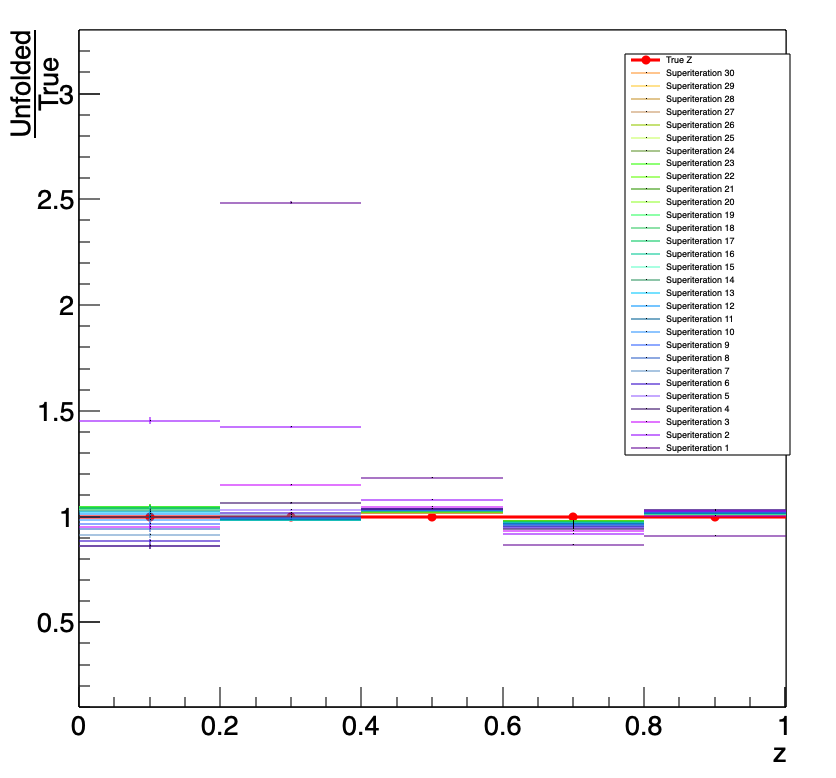 Unfolded
True
3
2.5
2
1.5
1
0.5
0
0.2
0.4
0.6
0.8
1
z
True Z
Superiteration 30
Superiteration 29
Superiteration 28
Superiteration 27
Superiteration 26
Superiteration 25
Superiteration 24
Superiteration 23
Superiteration 22
Superiteration 21
Superiteration 20
Superiteration 19
Superiteration 18
Superiteration 17
Superiteration 16
Superiteration 15
Superiteration 14
Superiteration 13
Superiteration 12
Superiteration 11
Superiteration 10
Superiteration 9
Superiteration 8
Superiteration 7
Superiteration 6
Superiteration 5
Superiteration 4
Superiteration 3
Superiteration 2
Superiteration 1